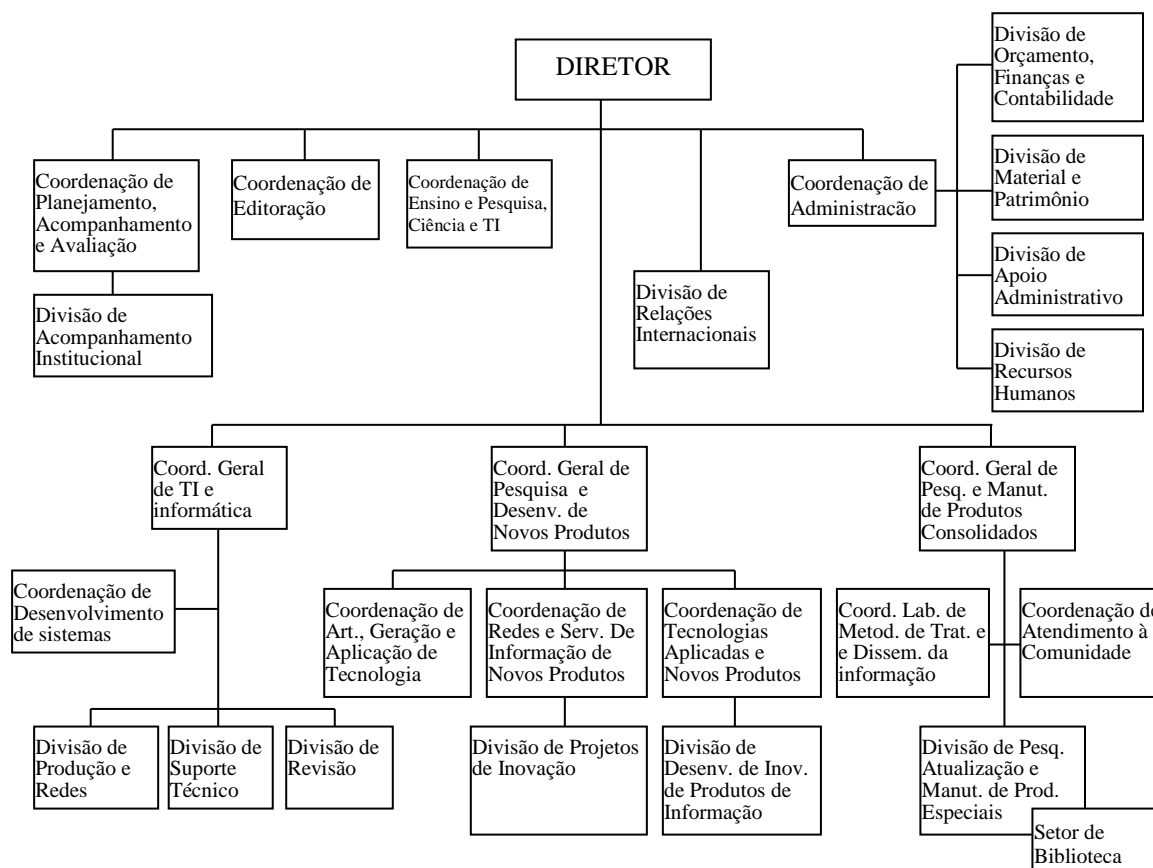 DIRETOR
Divisão de
Orçamento,
Finanças e
Contabilidade
Coordenação de
Planejamento,
Acompanhamento
e Avaliação
Coordenação de
Editoração
Coordenação de
Ensino e Pesquisa,
Ciência e TI
Coordenação de
Administracão
Divisão de
Material e
Patrimônio
Divisão de
Apoio
Administrativo
Divisão de
Acompanhamento
Institucional
Divisão de
Relações
Internacionais
Divisão de
Recursos
Humanos
Coord. Geral
de TI e
informática
Coord. Geral de
Pesquisa e
Desenv. de
Novos Produtos
Coord. Geral de
Pesq. e Manut.
de Produtos
Consolidados
Coordenação de
Desenvolvimento
de sistemas
Coordenação de
Art., Geração e
Aplicação de
Tecnologia
Coordenação de
Redes e Serv. De
Informação de
Novos Produtos
Coordenação de
Tecnologias
Aplicadas e
Novos Produtos
Coord. Lab. de
Metod. de Trat. e
e Dissem. da
informação
Coordenação de
Atendimento à
Comunidade
Divisão de
Produção e
Redes
Divisão de
Suporte
Técnico
Divisão de
Revisão
Divisão de Projetos
de Inovação
Divisão de
Desenv. de Inov.
de Produtos de
Informação
Divisão de Pesq.
Atualização e
Manut. de Prod.
Especiais
Setor de
Biblioteca